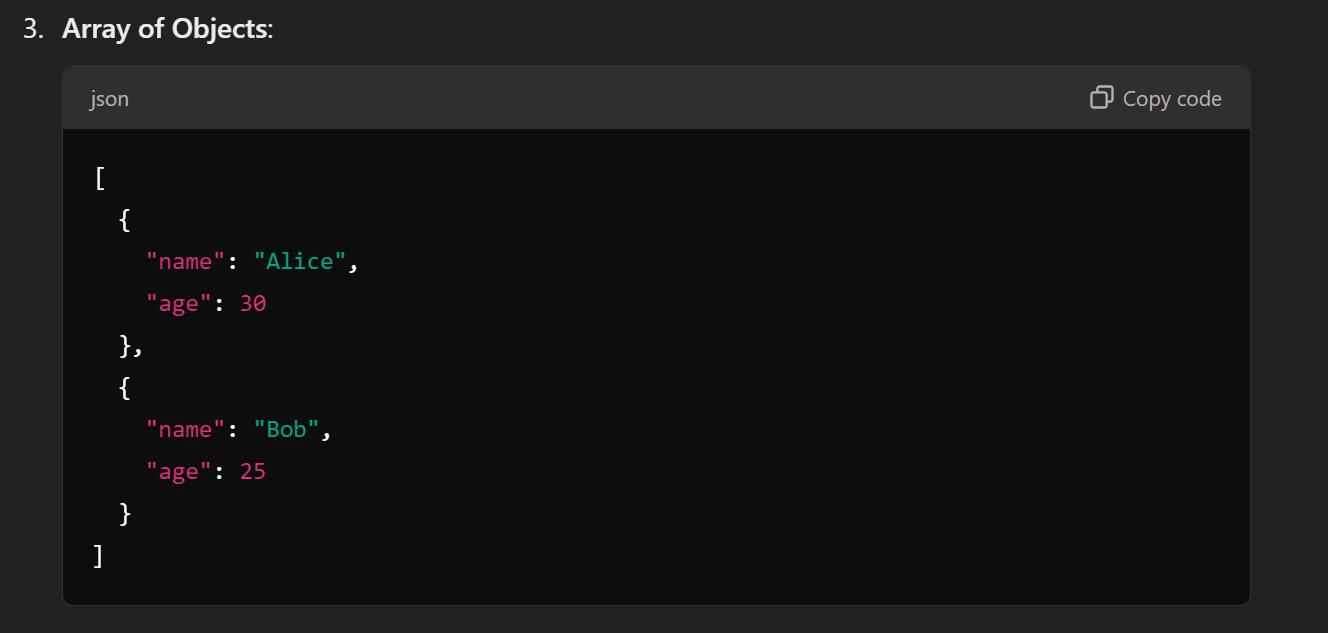 3. Array of Objects:
json
Copy code
[
  {
    "name": "Alice",
    "age": 30
  },
  {
    "name": "Bob",
    "age": 25
  }
]